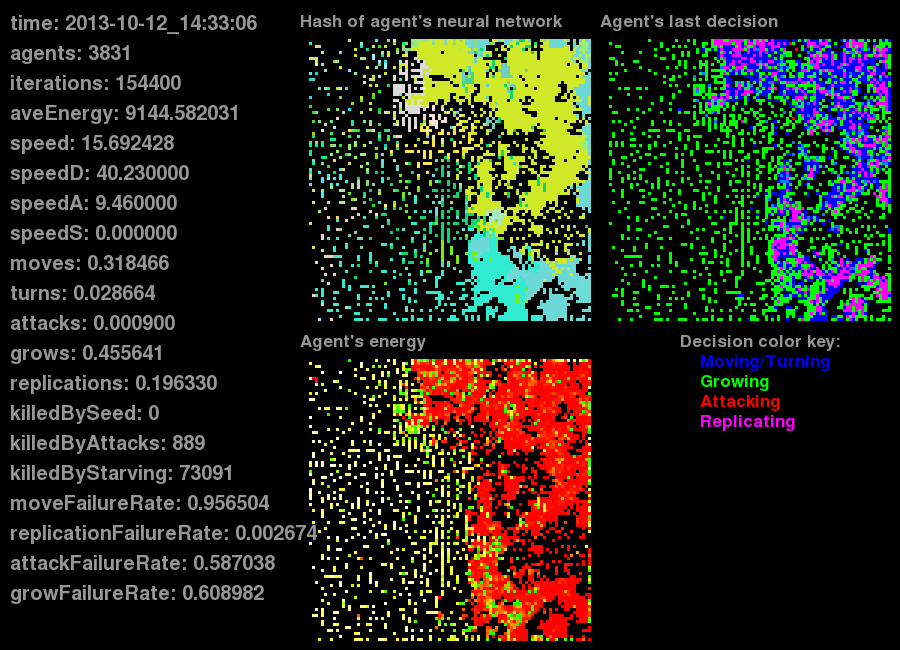 time: 2013-10-12_14:33:06
agents: 3831
iterations: 154400
aveEnergy: 9144.582031
speed: 15.692428
speedD: 40.230000
speedA: 9.460000
speedS: 0.000000
moves: 0.318466
turns: 0.028664
attacks: 0.000900
grows: 0.455641
replications: 0.196330
killedBySeed: 0
killedByAttacks: 889
killedByStarving: 73091
moveFailureRate: 0.956504
replicationFailureRate: 0.002674
attackFailureRate: 0.587038
growFailureRate: 0.608982
Hash of agent's neural network
Agent's last decision
Agent's energy
Decision color key:
Moving/Turning
Growing
Attacking
Replicating